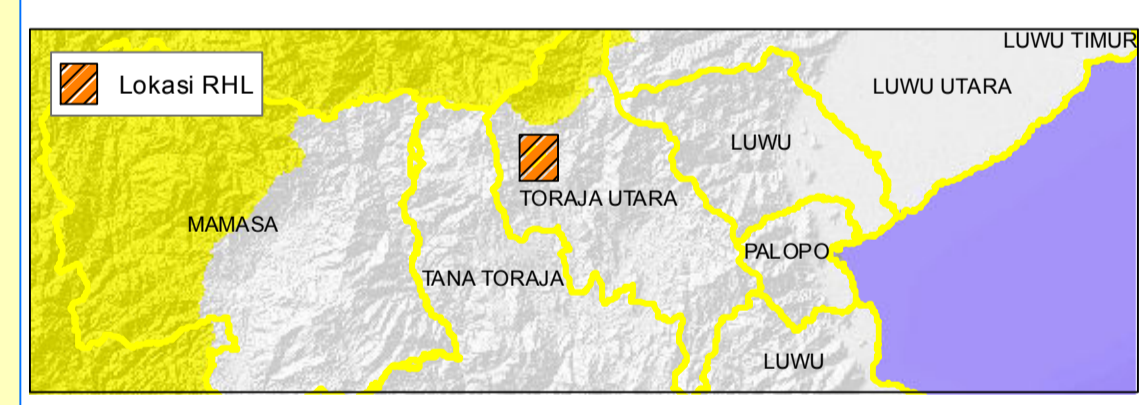 LUWU TIMUR
Lokasi RHL
LUWU UTARA
LUWU
TORAJA UTARA
MAMASA
PALOPO
TANA TORAJA
LUWU